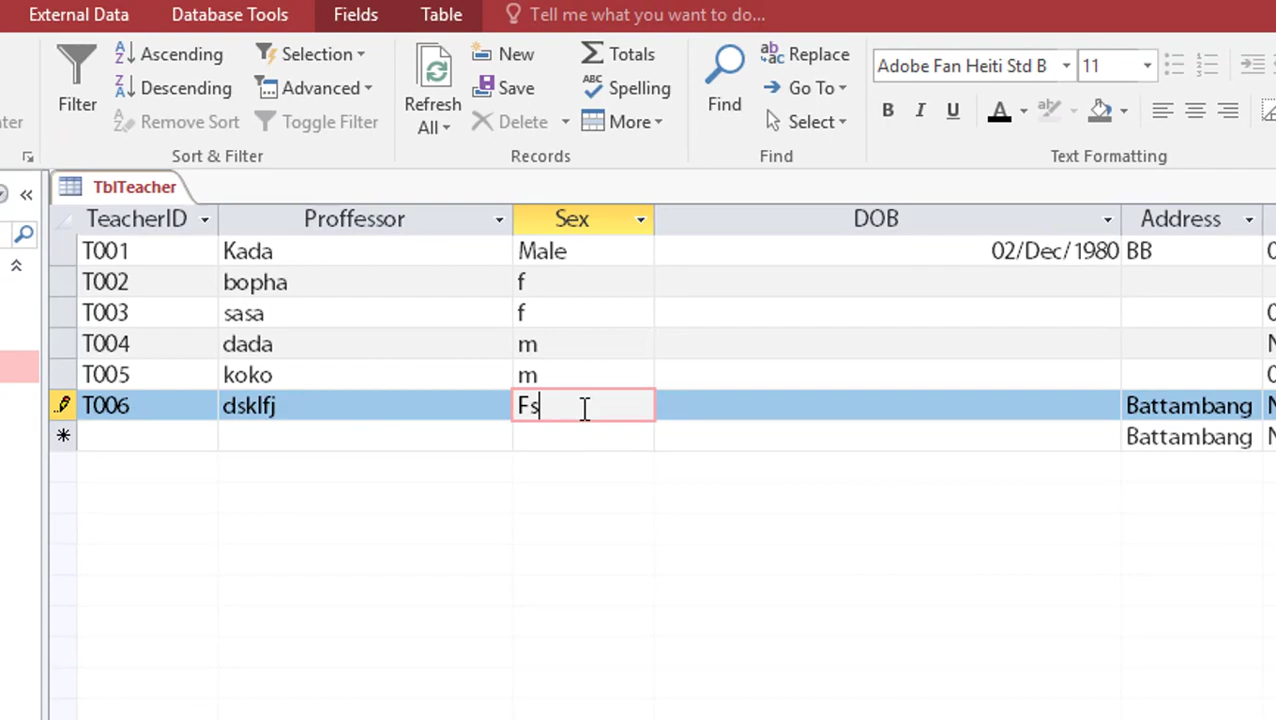 External Data Database Tools Fields Table Tell me what you want to do...
Ascending Selection New Totals Replace Adobe Fan Heiti Std B 11
Filter Descending Advanced Refresh All Save Spelling Find Go To B I U A
Remove Sort Toggle Filter Delete More Select
Sort & Filter Records Find Text Formatting
TblTeacher
TeacherID Proffessor Sex DOB Address
T001 Kada Male 02/Dec/1980 BB
T002 bopha f
T003 sasa f
T004 dada m
T005 koko m
T006 dsklfj Fs Battambang
Battambang